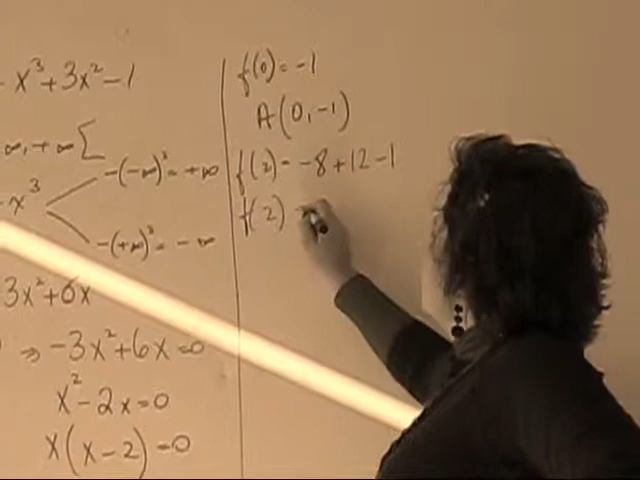 - x³ + 3x² - 1
∞, + ∞ [
- (-∞)³ = + ∞
- x³
- (+∞)³ = - ∞
3x² + 6x
⇒ -3x² + 6x = 0
x² - 2x = 0
x(x - 2) = 0
f(0) = -1
A(0, -1)
f(2) = -8 + 12 - 1
f(2) =